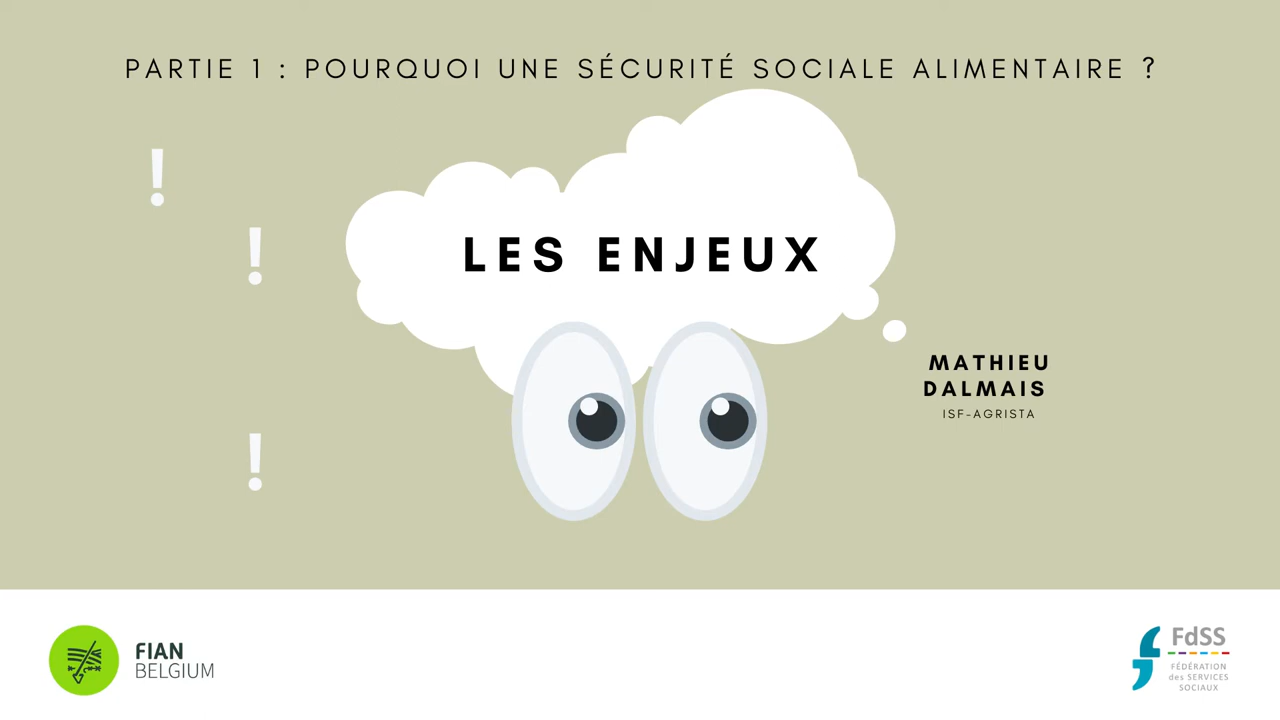 PARTIE 1 : POURQUOI UNE SÉCURITÉ SOCIALE ALIMENTAIRE ?
!
!
LES ENJEUX
MATHIEU
DALMAIS
ISF-AGRISTA
!
FIAN
BELGIUM
FdSS
FÉDÉRATION
des SERVICES
SOCIAUX